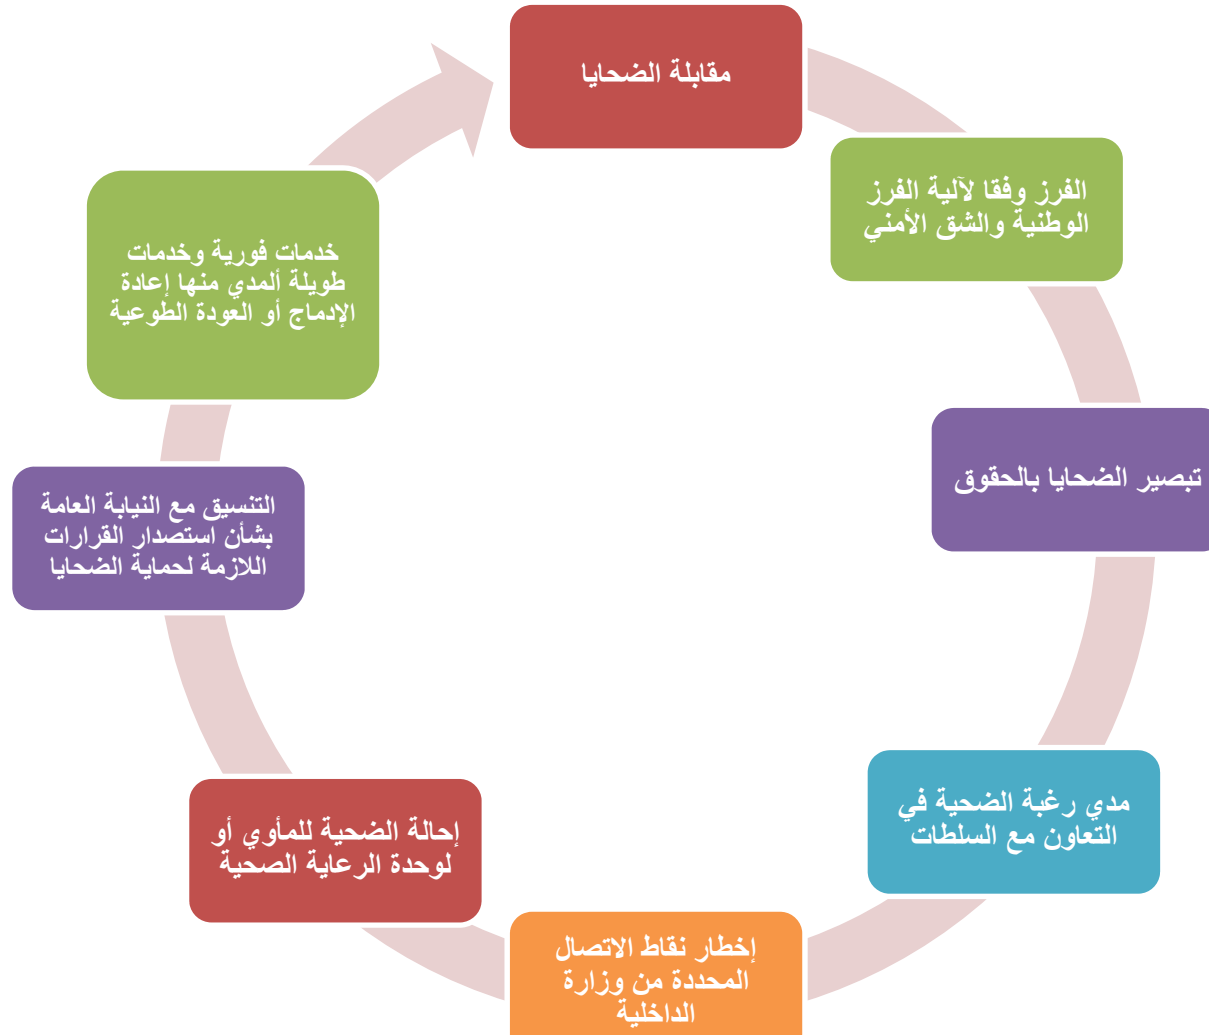 مقابلة الضحايا
الفرز وفقا لآلية الفرز
الوطنية والشق الأمني
تبصير الضحايا بالحقوق
مدي رغبة الضحية في
التعاون مع السلطات
إخطار نقاط الاتصال
المحددة من وزارة
الداخلية
إحالة الضحية للمأوي أو
لوحدة الرعاية الصحية
التنسيق مع النيابة العامة
بشأن استصدار القرارات
اللازمة لحماية الضحايا
خدمات فورية وخدمات
طويلة ألمدي منها إعادة
الإدماج أو العودة الطوعية